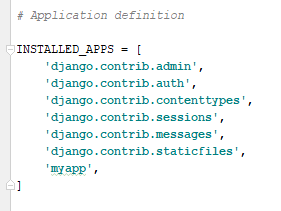 # Application definition
INSTALLED_APPS = [
    'django.contrib.admin',
    'django.contrib.auth',
    'django.contrib.contenttypes',
    'django.contrib.sessions',
    'django.contrib.messages',
    'django.contrib.staticfiles',
    'myapp',
]